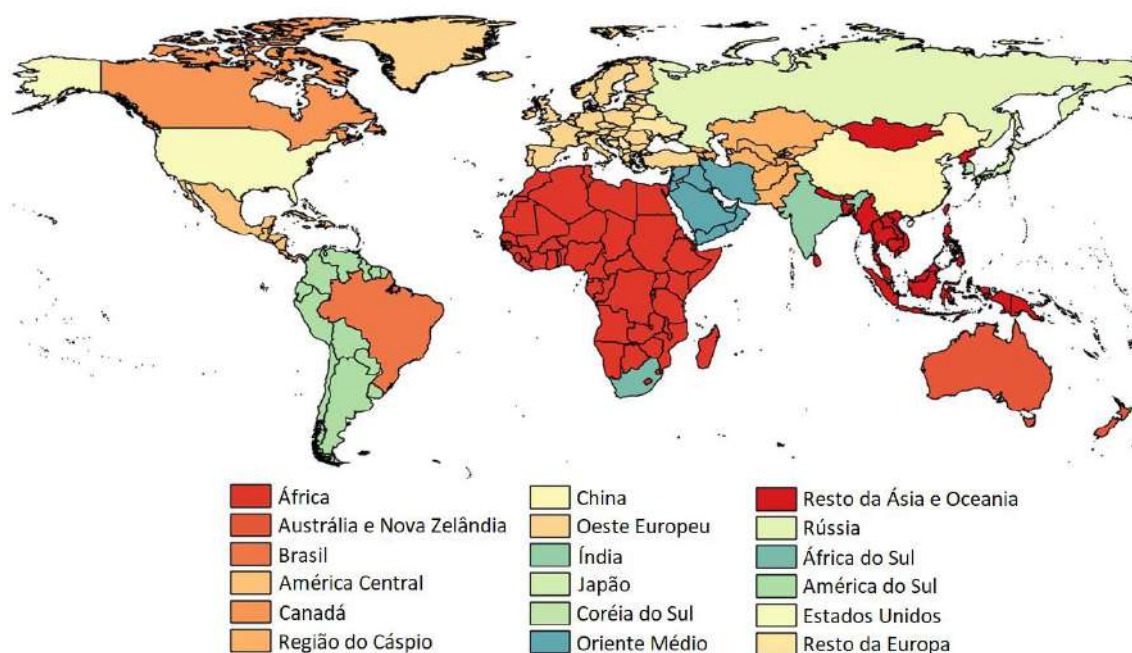 África
Austrália e Nova Zelândia
Brasil
América Central
Canadá
Região do Cáspio
China
Oeste Europeu
Índia
Japão
Coréia do Sul
Oriente Médio
Resto da Ásia e Oceania
Rússia
África do Sul
América do Sul
Estados Unidos
Resto da Europa